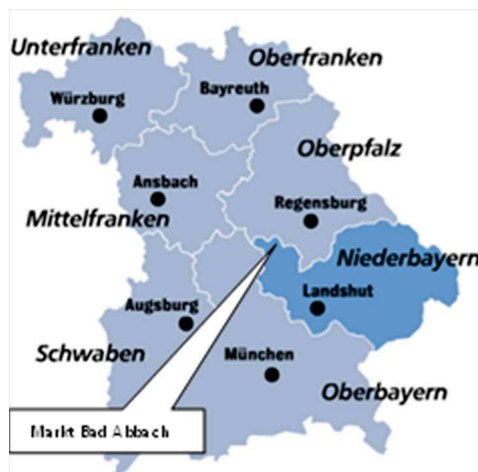 Unterfranken
Oberfranken
Würzburg
Bayreuth
Oberpfalz
Ansbach
Regensburg
Mittelfranken
Niederbayern
Landshut
Augsburg
Schwaben
München
Oberbayern
Markt Bad Abbach